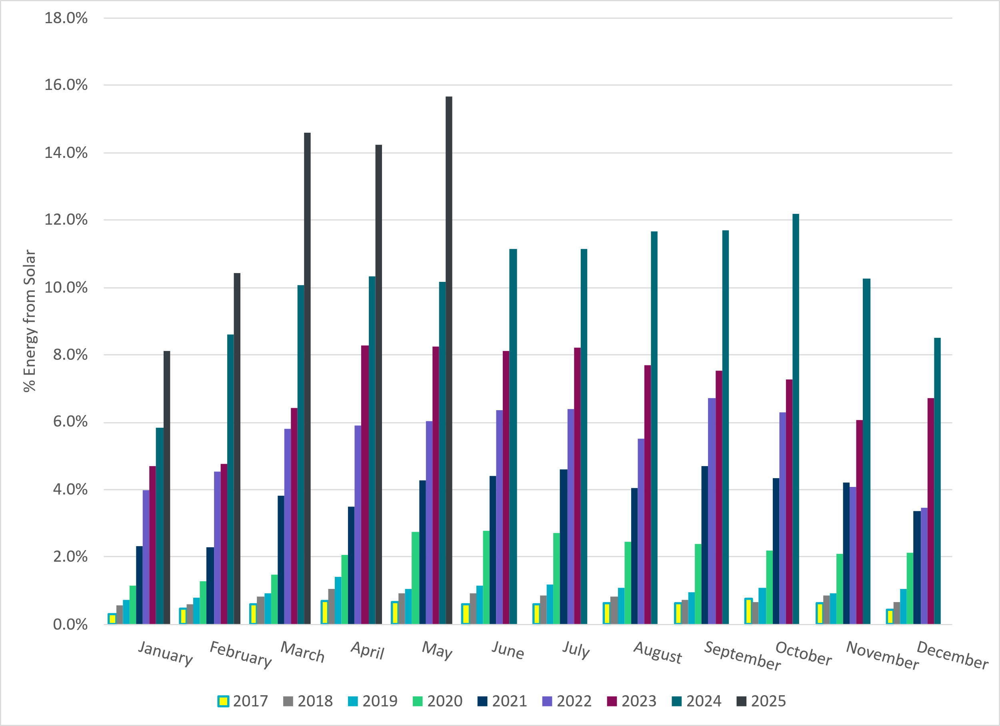 18.0%
16.0%
14.0%
12.0%
10.0%
8.0%
6.0%
4.0%
2.0%
0.0%
% Energy from Solar
January
February
March
April
May
June
July
August
September
October
November
December
2017 2018 2019 2020 2021 2022 2023 2024 2025